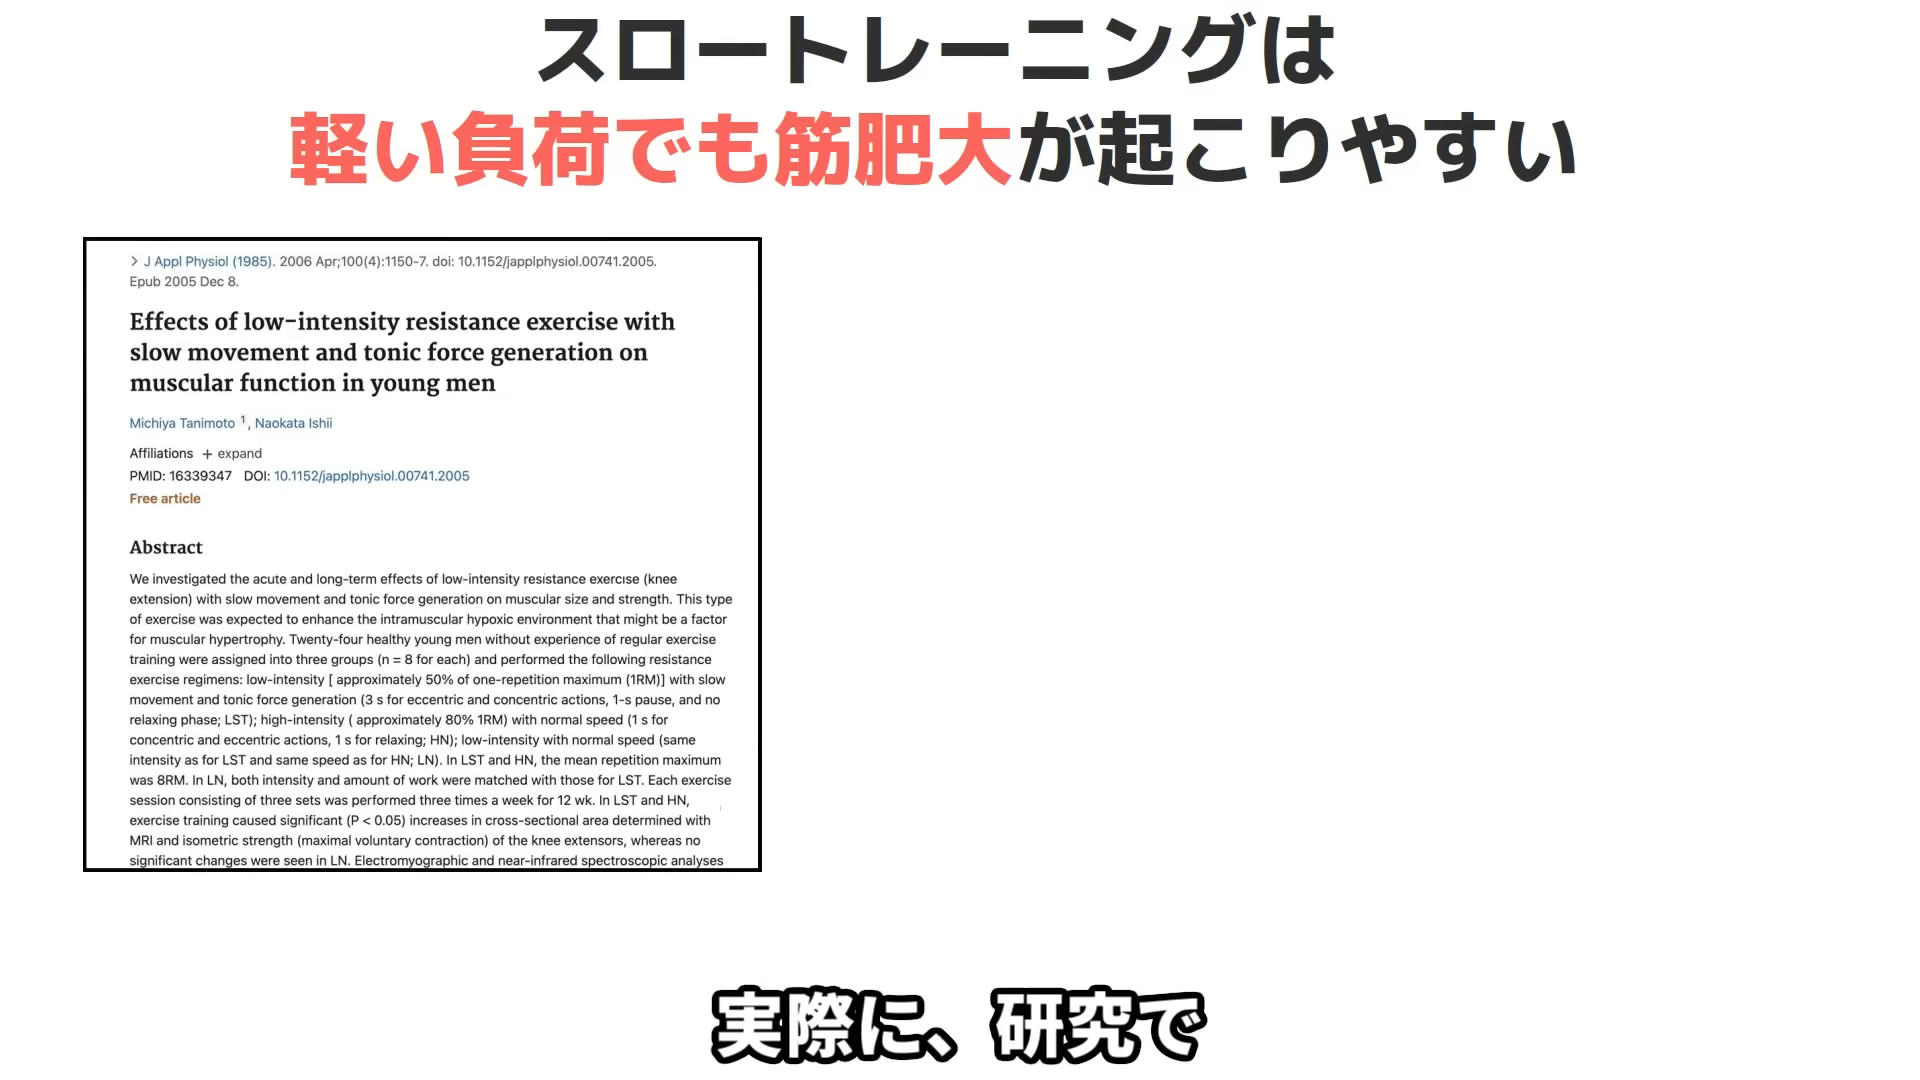 スロートレーニングは
軽い負荷でも筋肥大が起こりやすい
> J Appl Physiol (1985). 2006 Apr;100(4):1150-7. doi: 10.1152/japplphysiol.00741.2005.
Epub 2005 Dec 8.
Effects of low-intensity resistance exercise with
slow movement and tonic force generation on
muscular function in young men
Michiya Tanimoto 1, Naokata Ishii
Affiliations + expand
PMID: 16339347 DOI: 10.1152/japplphysiol.00741.2005
Free article
Abstract
We investigated the acute and long-term effects of low-intensity resistance exercise (knee
extension) with slow movement and tonic force generation on muscular size and strength. This type
of exercise was expected to enhance the intramuscular hypoxic environment that might be a factor
for muscular hypertrophy. Twenty-four healthy young men without experience of regular exercise
training were assigned into three groups (n = 8 for each) and performed the following resistance
exercise regimens: low-intensity [ approximately 50% of one-repetition maximum (1RM)] with slow
movement and tonic force generation (3 s for eccentric and concentric actions, 1-s pause, and no
relaxing phase; LST); high-intensity ( approximately 80% 1RM) with normal speed (1 s for
concentric and eccentric actions, 1 s for relaxing; HN); low-intensity with normal speed (same
intensity as for LST and same speed as for HN; LN). In LST and HN, the mean repetition maximum
was 8RM. In LN, both intensity and amount of work were matched with those for LST. Each exercise
session consisting of three sets was performed three times a week for 12 wk. In LST and HN,
exercise training caused significant (P < 0.05) increases in cross-sectional area determined with
MRI and isometric strength (maximal voluntary contraction) of the knee extensors, whereas no
significant changes were seen in LN. Electromyographic and near-infrared spectroscopic analyses
実際に、研究で